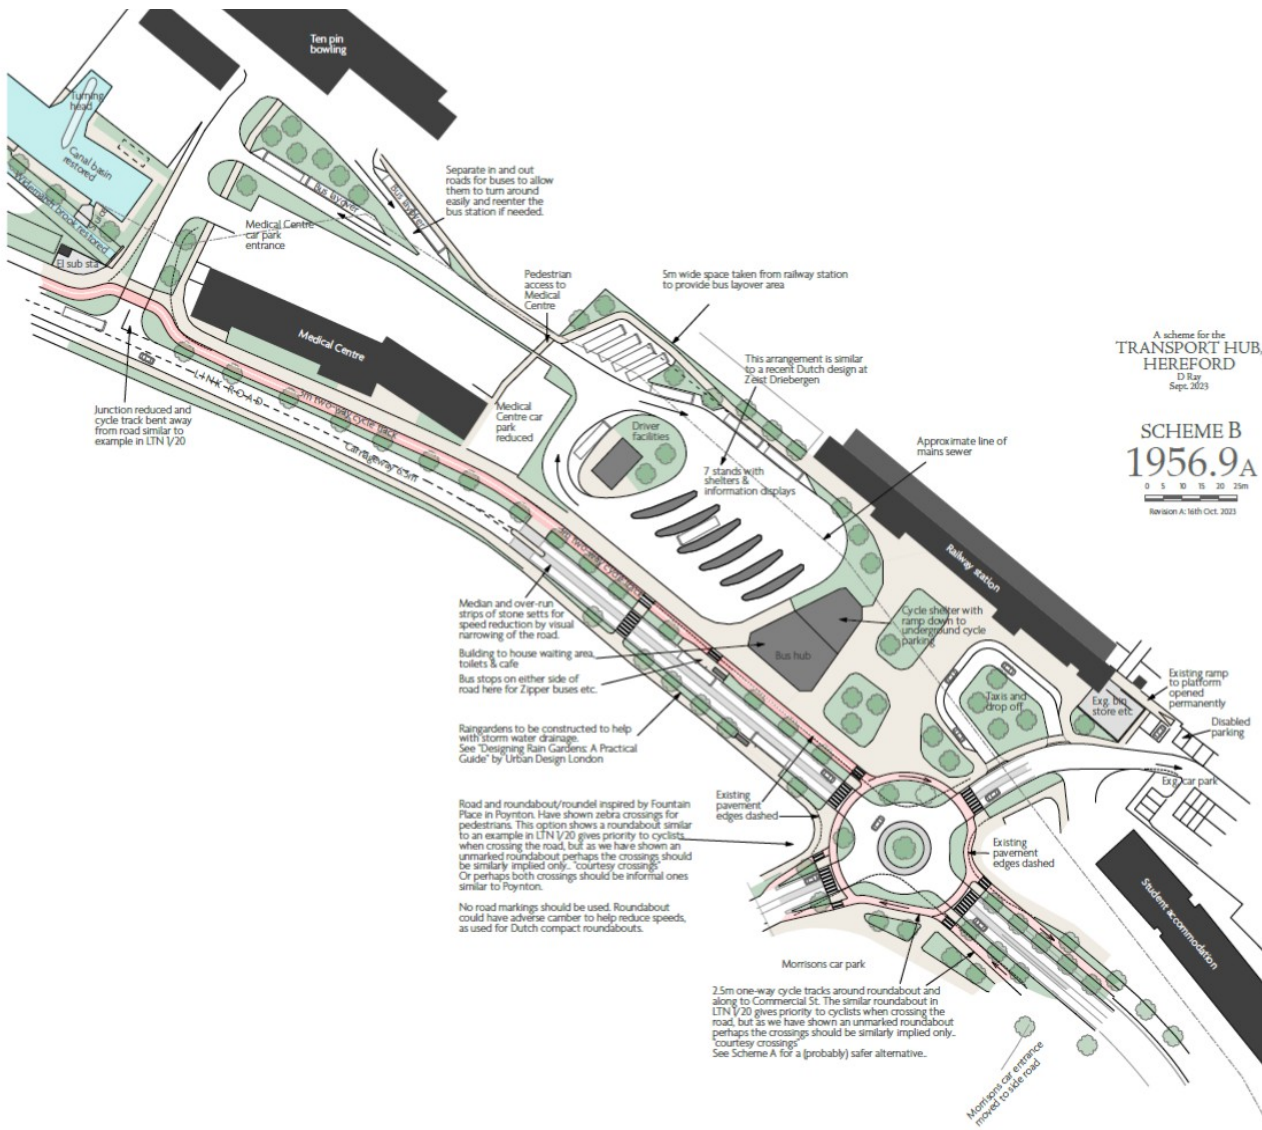 Ten pin
bowling
Turning
head
Canal basin
restored
Widemarsh brook restored
El sub sta
Bus layover
Bus layover
Separate in and out
roads for buses to allow
them to turn around
easily and reenter the
bus station if needed.
Medical Centre
car park
entrance
Pedestrian
access to
Medical
Centre
5m wide space taken from railway station
to provide bus layover area
A scheme for the
TRANSPORT HUB,
HEREFORD
D Ray
Sept. 2023
SCHEME B
1956.9A
0 5 10 15 20 25m
Revision A: 16th Oct. 2023
Medical Centre
This arrangement is similar
to a recent Dutch design at
Zeist Driebergen
LINK ROAD
3m two-way cycle track
Carriageway 6.5m
Junction reduced and
cycle track bent away
from road similar to
example in LTN 1/20
Medical
Centre car
park
reduced
Driver
facilities
7 stands with
shelters &
information displays
Approximate line of
mains sewer
Railway station
3m two-way cycle track
Median and over-run
strips of stone setts for
speed reduction by visual
narrowing of the road.
Building to house waiting area,
toilets & cafe
Bus stops on either side of
road here for Zipper buses etc.
Bus hub
Cycle shelter with
ramp down to
underground cycle
parking
Taxis and
drop off
Exg. bin
store etc.
Existing ramp
to platform
opened
permanently
Disabled
parking
Exg. car park
Raingardens to be constructed to help
with storm water drainage.
See "Designing Rain Gardens: A Practical
Guide" by Urban Design London
Existing
pavement
edges dashed
Road and roundabout/roundel inspired by Fountain
Place in Poynton. Have shown zebra crossings for
pedestrians. This option shows a roundabout similar
to an example in LTN 1/20 gives priority to cyclists
when crossing the road, but as we have shown an
unmarked roundabout perhaps the crossings should
be similarly implied only.. "courtesy crossings"
Or perhaps both crossings should be informal ones
similar to Poynton.
No road markings should be used. Roundabout
could have adverse camber to help reduce speeds,
as used for Dutch compact roundabouts.
Existing
pavement
edges dashed
Student accommodation
Morrisons car park
2.5m one-way cycle tracks around roundabout and
along to Commercial St. The similar roundabout in
LTN 1/20 gives priority to cyclists when crossing the
road, but as we have shown an unmarked roundabout
perhaps the crossings should be similarly implied only..
"courtesy crossings"
See Scheme A for a (probably) safer alternative..
Morrisons car entrance
moved to side road